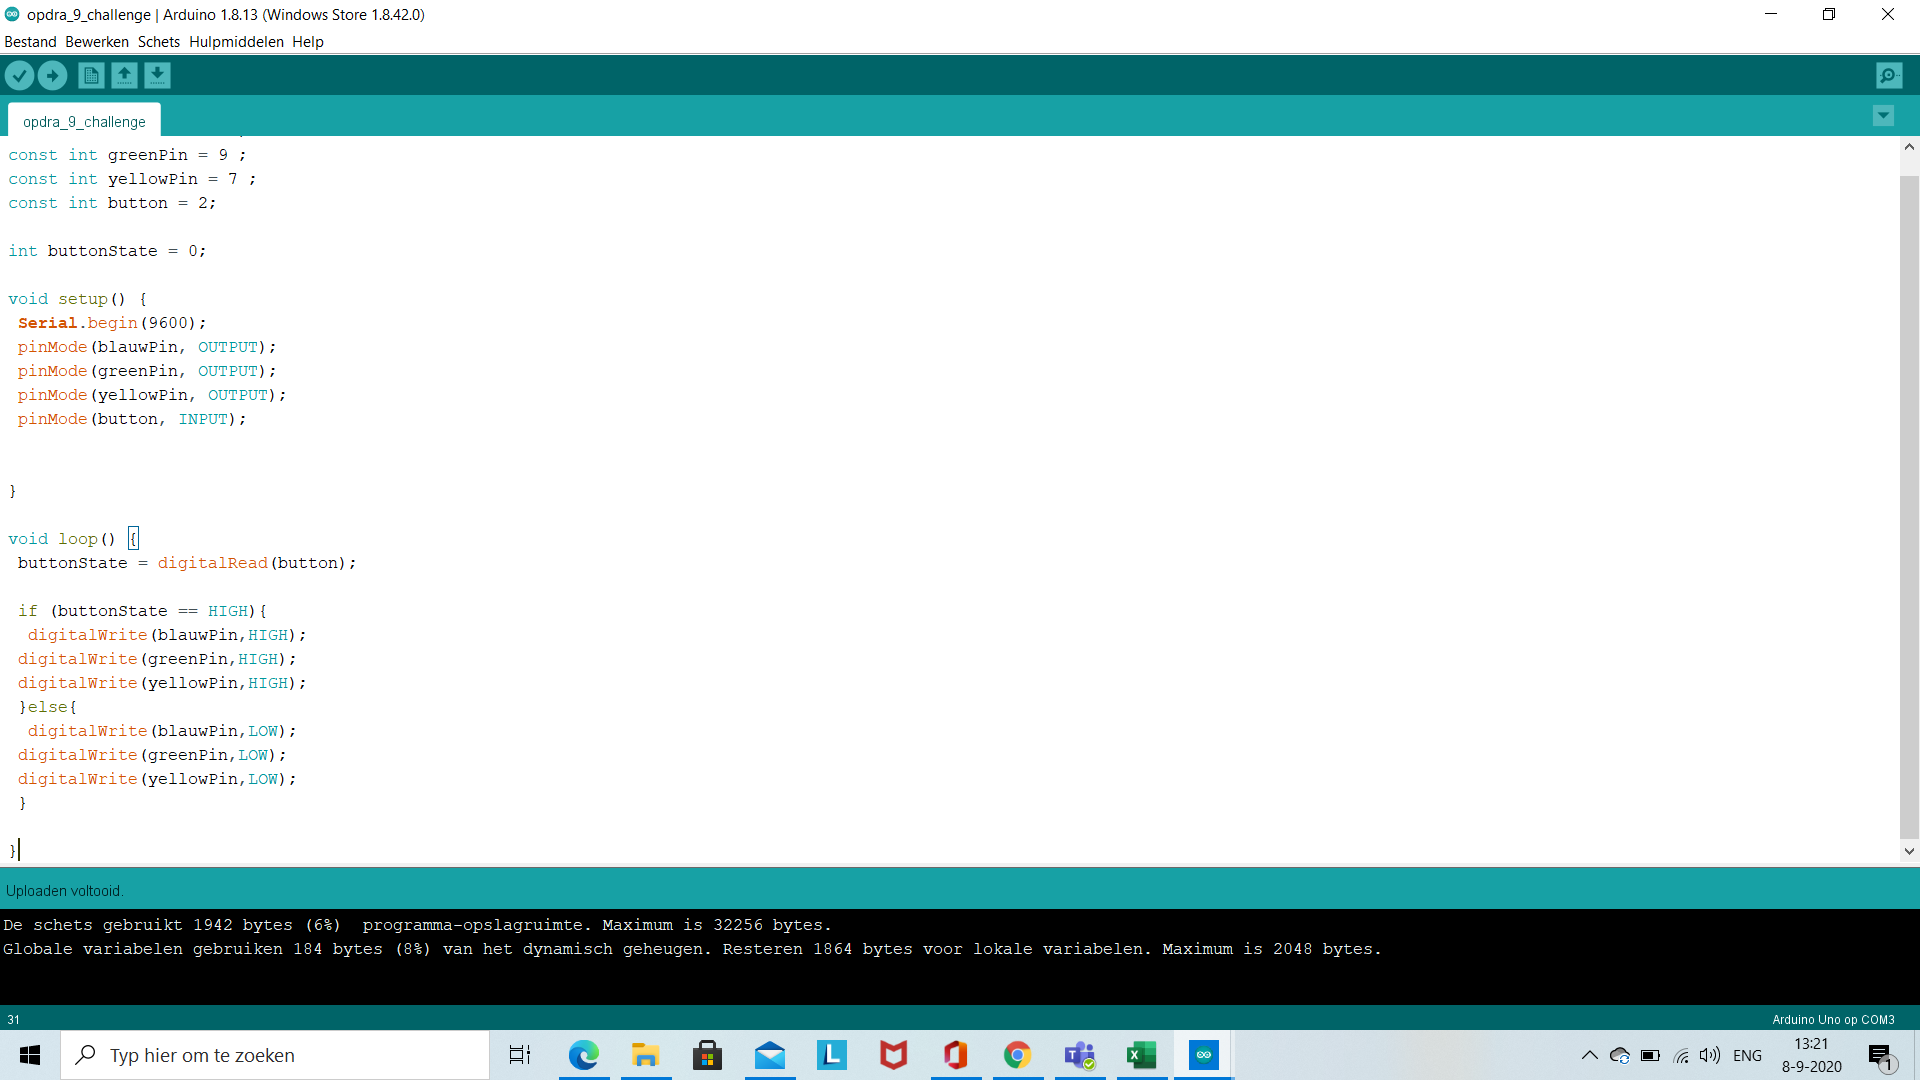 opdra_9_challenge | Arduino 1.8.13 (Windows Store 1.8.42.0)
Bestand Bewerken Schets Hulpmiddelen Help
opdra_9_challenge
const int greenPin = 9 ;
const int yellowPin = 7 ;
const int button = 2;
int buttonState = 0;
void setup() {
Serial.begin(9600);
pinMode(blauwPin, OUTPUT);
pinMode(greenPin, OUTPUT);
pinMode(yellowPin, OUTPUT);
pinMode(button, INPUT);
}
void loop() {
buttonState = digitalRead(button);
if (buttonState == HIGH){
digitalWrite(blauwPin,HIGH);
digitalWrite(greenPin,HIGH);
digitalWrite(yellowPin,HIGH);
}else{
digitalWrite(blauwPin,LOW);
digitalWrite(greenPin,LOW);
digitalWrite(yellowPin,LOW);
}
}
Uploaden voltooid.
De schets gebruikt 1942 bytes (6%)  programma-opslagruimte. Maximum is 32256 bytes.
Globale variabelen gebruiken 184 bytes (8%) van het dynamisch geheugen. Resteren 1864 bytes voor lokale variabelen. Maximum is 2048 bytes.
31
Arduino Uno op COM3
Typ hier om te zoeken
L
ENG
13:21
8-9-2020
1